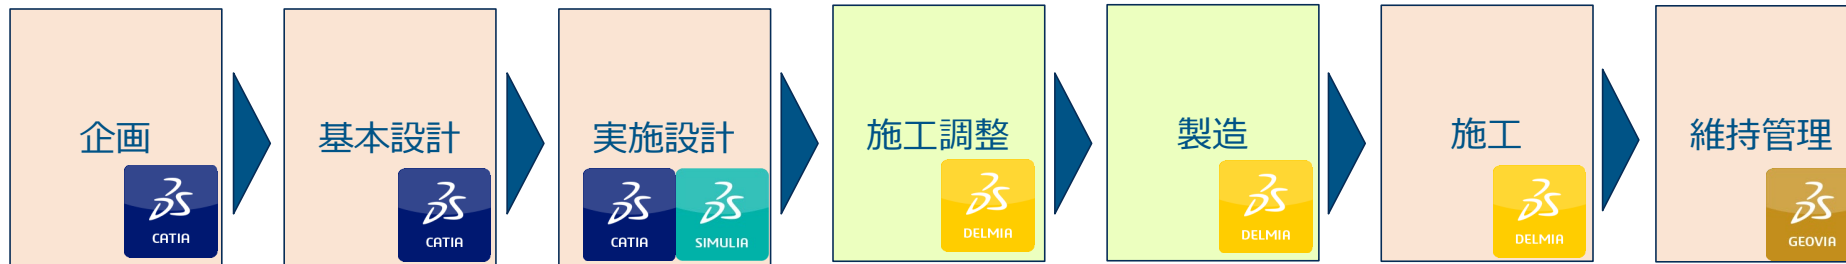 企画
CATIA
基本設計
CATIA
実施設計
CATIA
SIMULIA
施工調整
DELMIA
製造
DELMIA
施工
DELMIA
維持管理
GEOVIA